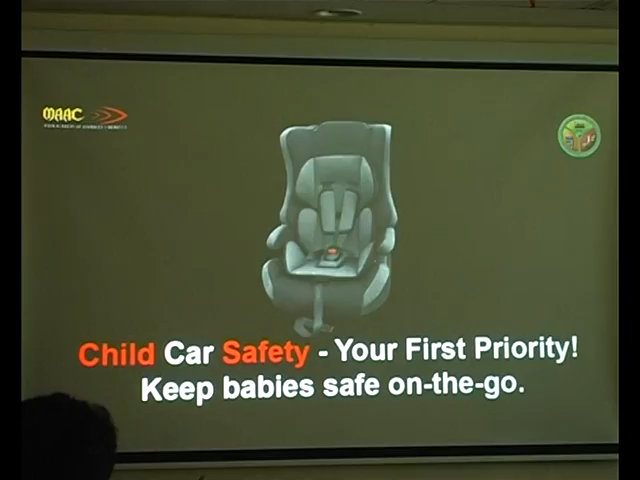 MAAC
Child Car Safety - Your First Priority!
Keep babies safe on-the-go.